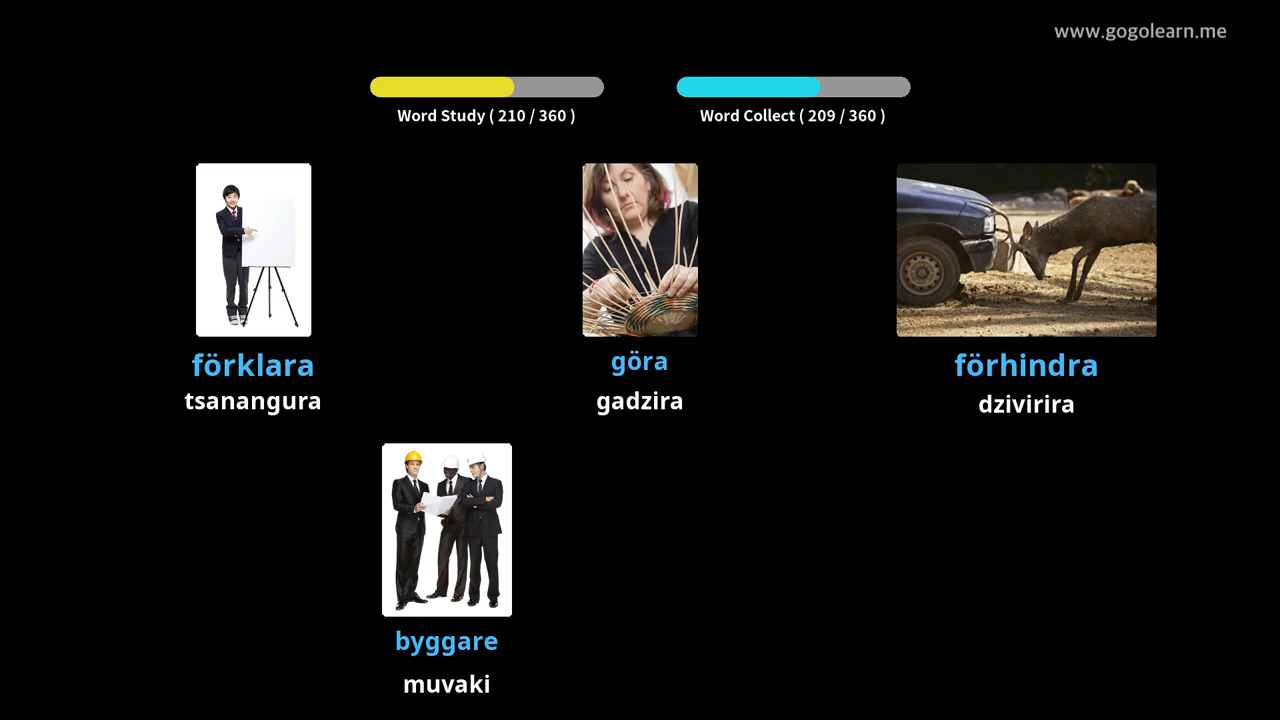 www.gogolearn.me
Word Study ( 210 / 360 )
Word Collect ( 209 / 360 )
förklara
tsanangura
göra
gadzira
förhindra
dzivirira
byggare
muvaki